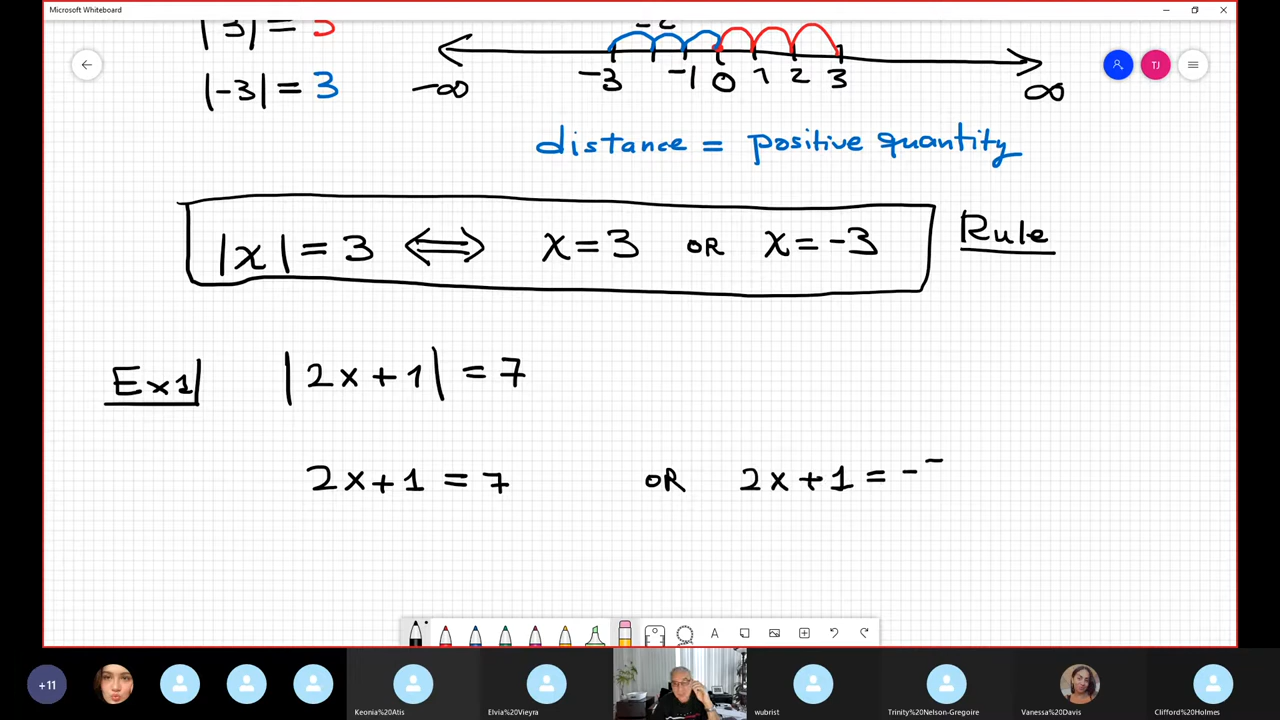 Microsoft Whiteboard
|3| = 3
-2
|-3| = 3
-∞ -3 -1 0 1 2 3 ∞
TJ
distance = positive quantity
|x| = 3 ⟺ x = 3 OR x = -3 Rule
Ex1 |2x + 1| = 7
2x + 1 = 7 OR 2x + 1 = -
A
+11
Keonia%20Atis
Elvia%20Vieyra
wubrist
Trinity%20Nelson-Gregoire
Vanessa%20Davis
Clifford%20Holmes